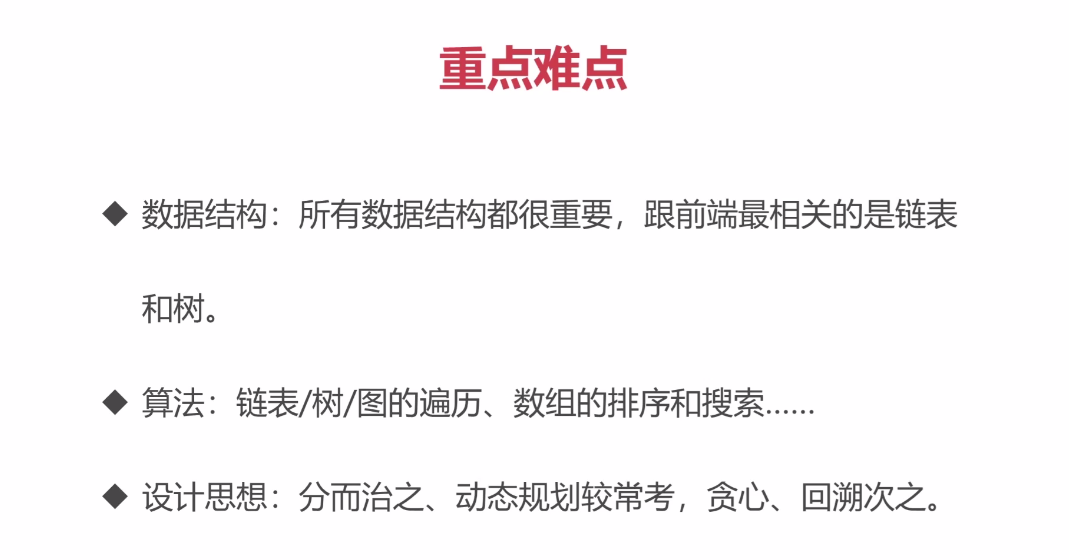 重点难点
◆ 数据结构：所有数据结构都很重要，跟前端最相关的是链表
和树。
◆ 算法：链表/树/图的遍历、数组的排序和搜索……
◆ 设计思想：分而治之、动态规划较常考，贪心、回溯次之。